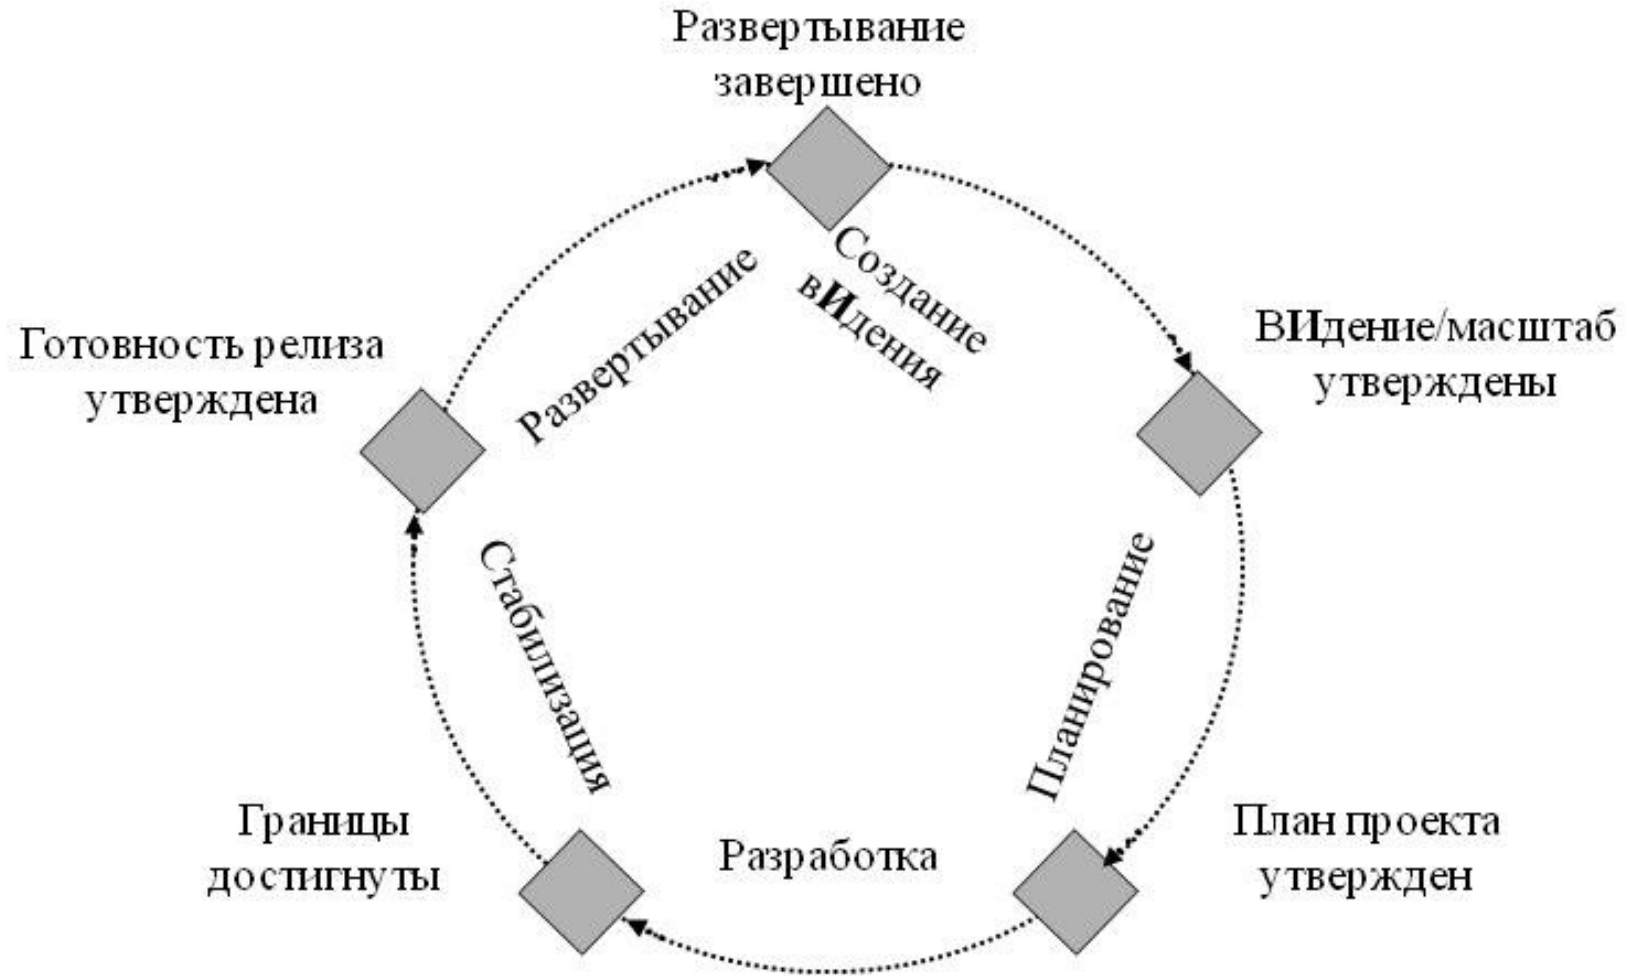 Развертывание
завершено
Создание
вИдения
Развертывание
ВИдение/масштаб
утверждены
Готовность релиза
утверждена
Стабилизация
Планирование
Границы
достигнуты
Разработка
План проекта
утвержден